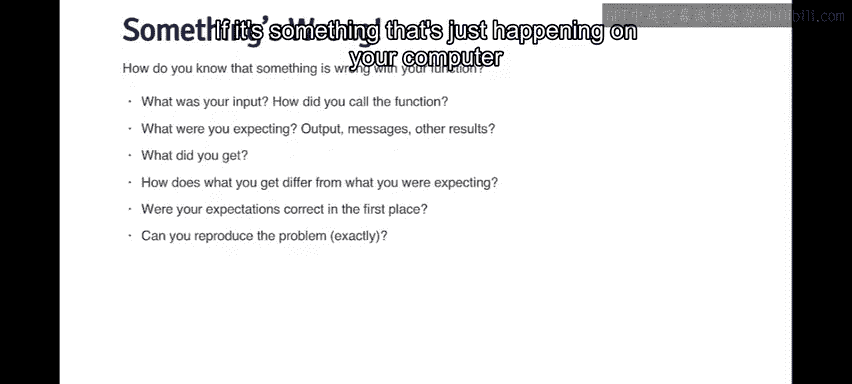 Something's Wrong!
If it's something that's just happening on
your computer
How do you know that something is wrong with your function?
· What was your input? How did you call the function?
· What were you expecting? Output, messages, other results?
· What did you get?
· How does what you get differ from what you were expecting?
· Were your expectations correct in the first place?
· Can you reproduce the problem (exactly)?